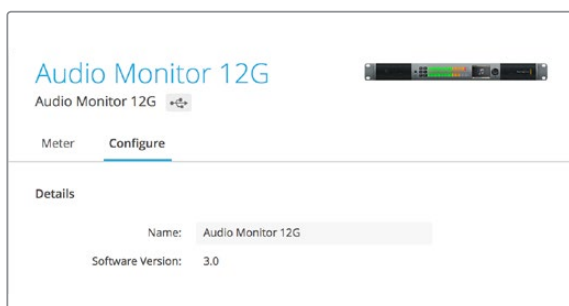 Audio Monitor 12G
Audio Monitor 12G
Meter Configure
Details
Name: Audio Monitor 12G
Software Version: 3.0